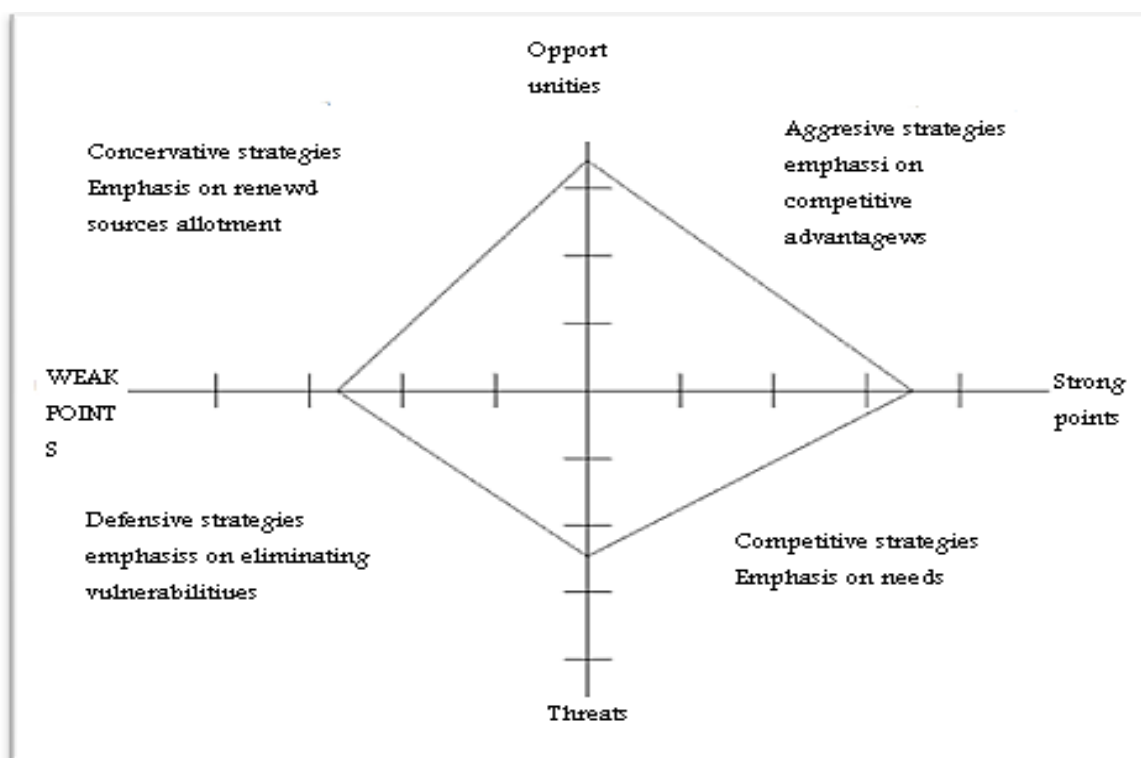 Opport
unities
Concervative strategies
Emphasis on renewd
sources allotment
Aggresive strategies
emphassi on
competitive
advantagews
WEAK
POINT
S
Strong
points
Defensive strategies
emphasiss on eliminating
vulnerabilitiues
Competitive strategies
Emphasis on needs
Threats